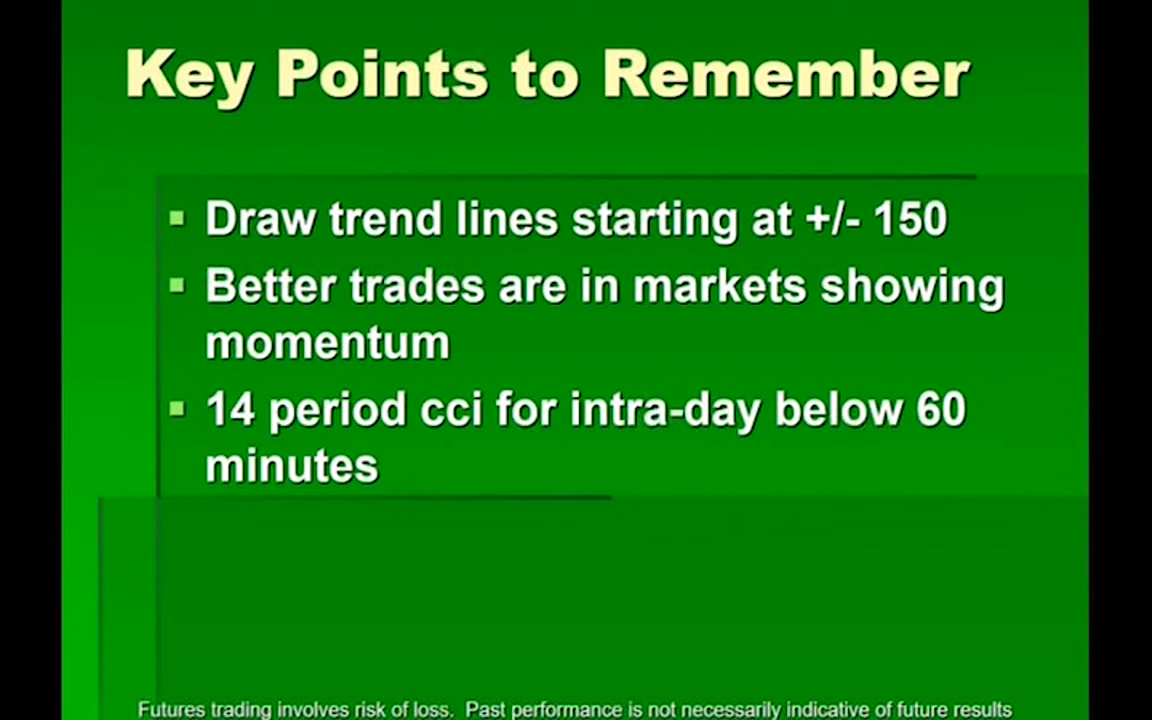 Key Points to Remember
Draw trend lines starting at +/- 150
Better trades are in markets showing
momentum
14 period cci for intra-day below 60
minutes
Futures trading involves risk of loss.  Past performance is not necessarily indicative of future results